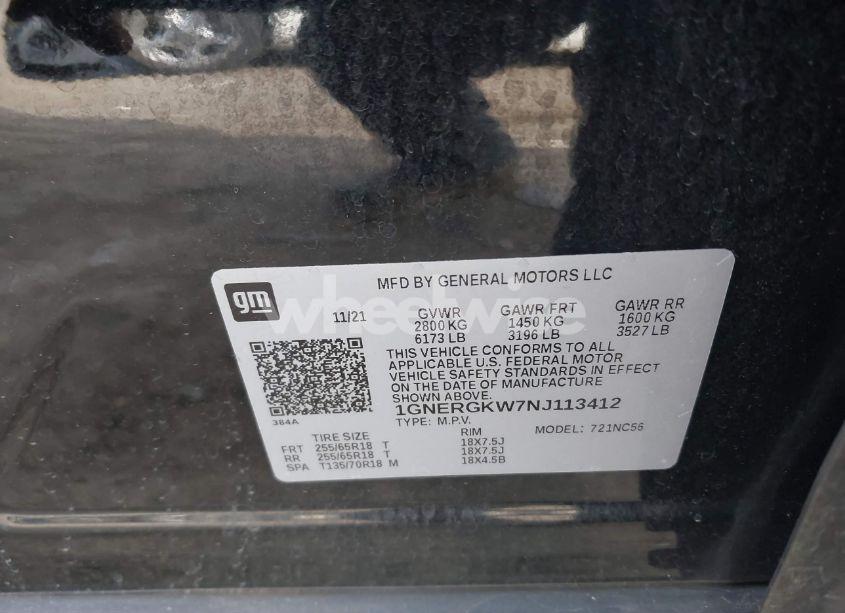 MFD BY GENERAL MOTORS LLC
gm
11/21 GVWR GAWR FRT GAWR RR
2800 KG 1450 KG 1600 KG
6173 LB 3196 LB 3527 LB
THIS VEHICLE CONFORMS TO ALL
APPLICABLE U.S. FEDERAL MOTOR
VEHICLE SAFETY STANDARDS IN EFFECT
ON THE DATE OF MANUFACTURE
SHOWN ABOVE.
384A
1GNERGKW7NJ113412
TYPE: M.P.V. MODEL: 721NC56
TIRE SIZE RIM
FRT 255/65R18 T 18X7.5J
RR 255/65R18 T 18X7.5J
SPA T135/70R18 M 18X4.5B
wheelwire